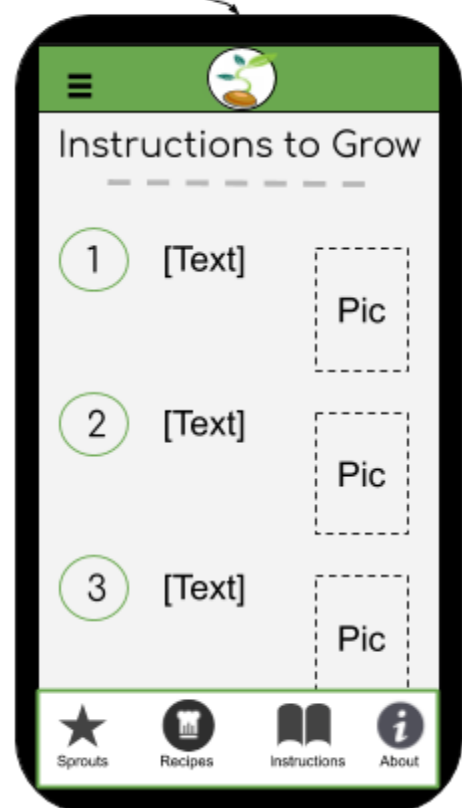 Instructions to Grow
1 [Text]
Pic
2 [Text]
Pic
3 [Text]
Pic
Sprouts Recipes Instructions About